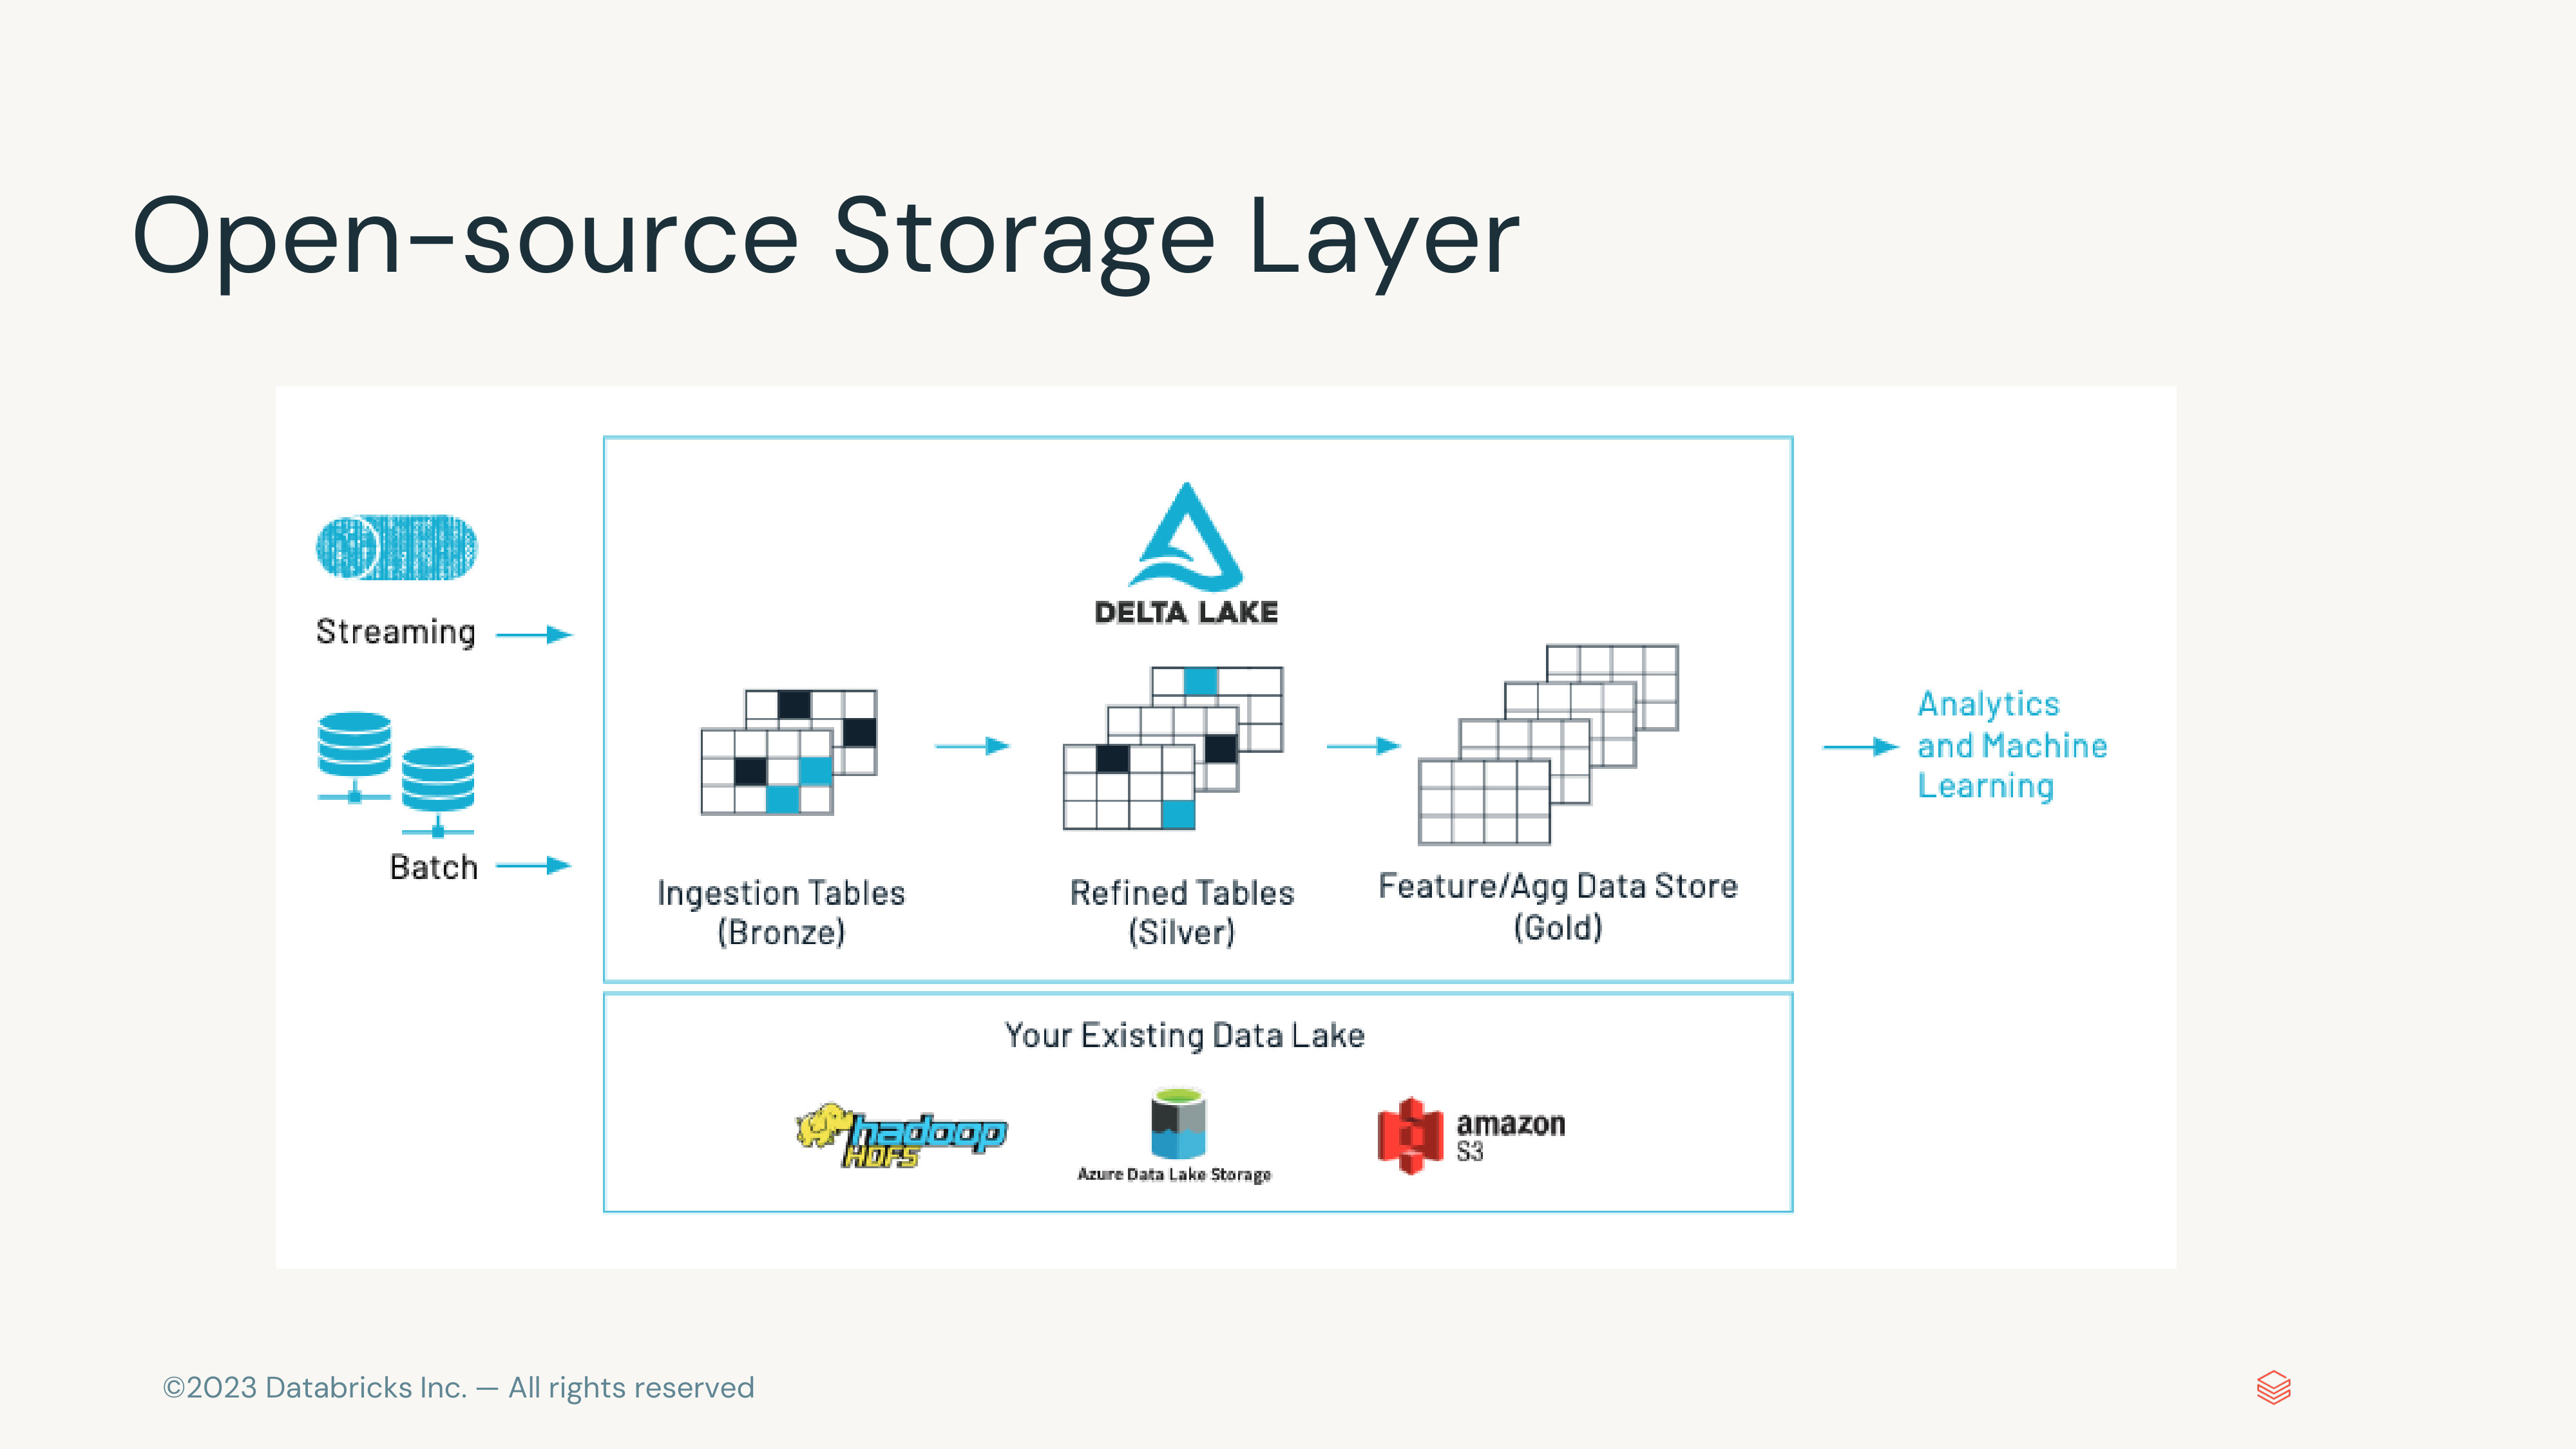 Open-source Storage Layer
Streaming
Batch
DELTA LAKE
Ingestion Tables
(Bronze)
Refined Tables
(Silver)
Feature/Agg Data Store
(Gold)
Analytics
and Machine
Learning
Your Existing Data Lake
hadoop
HDFS
Azure Data Lake Storage
amazon
S3
©2023 Databricks Inc. — All rights reserved